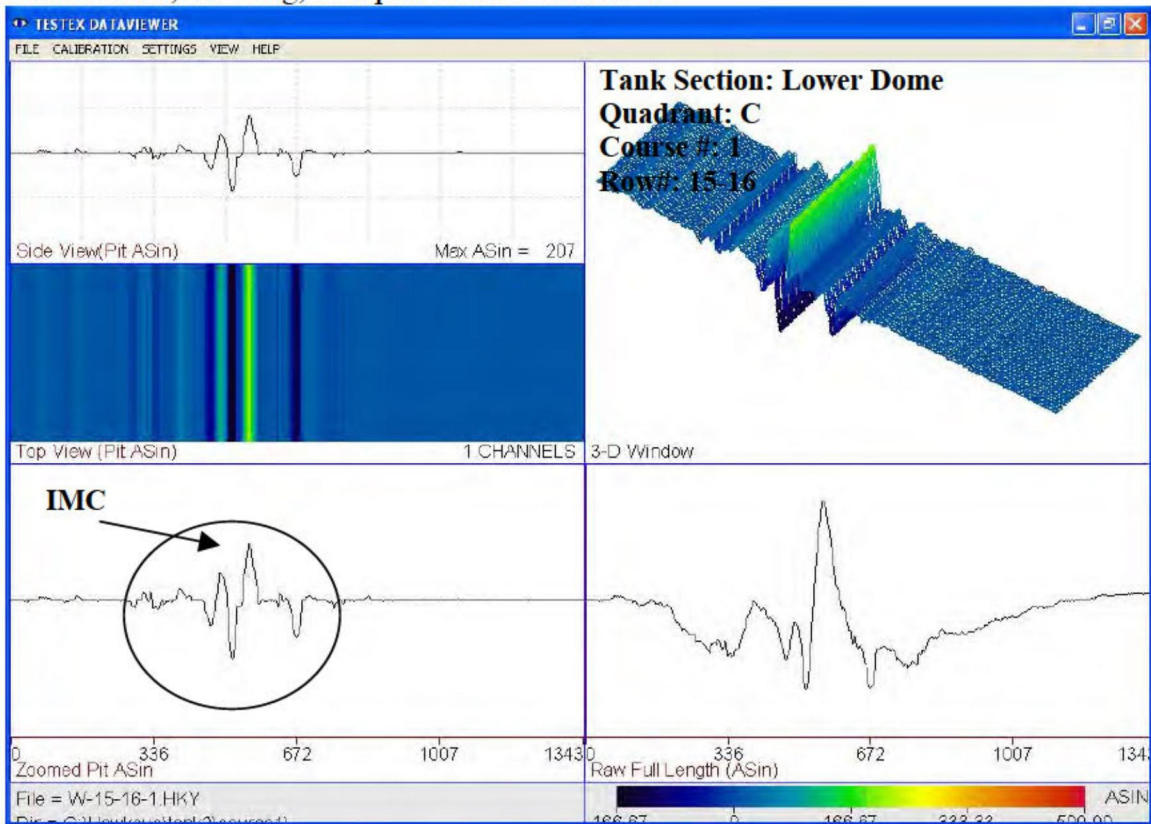 TESTEX DATAVIEWER
FILE CALIBRATION SETTINGS VIEW HELP
Side View(Pit ASin) Max ASin = 207
Tank Section: Lower Dome
Quadrant: C
Course #: 1
Row#: 15-16
Top View (Pit ASin) 1 CHANNELS
3-D Window
IMC
0 336 672 1007 1343
Zoomed Pit ASin
0 336 672 1007 134
Raw Full Length (ASin)
File = W-15-16-1.HKY
ASIN
166.67 0 166.67 333.33 500.00